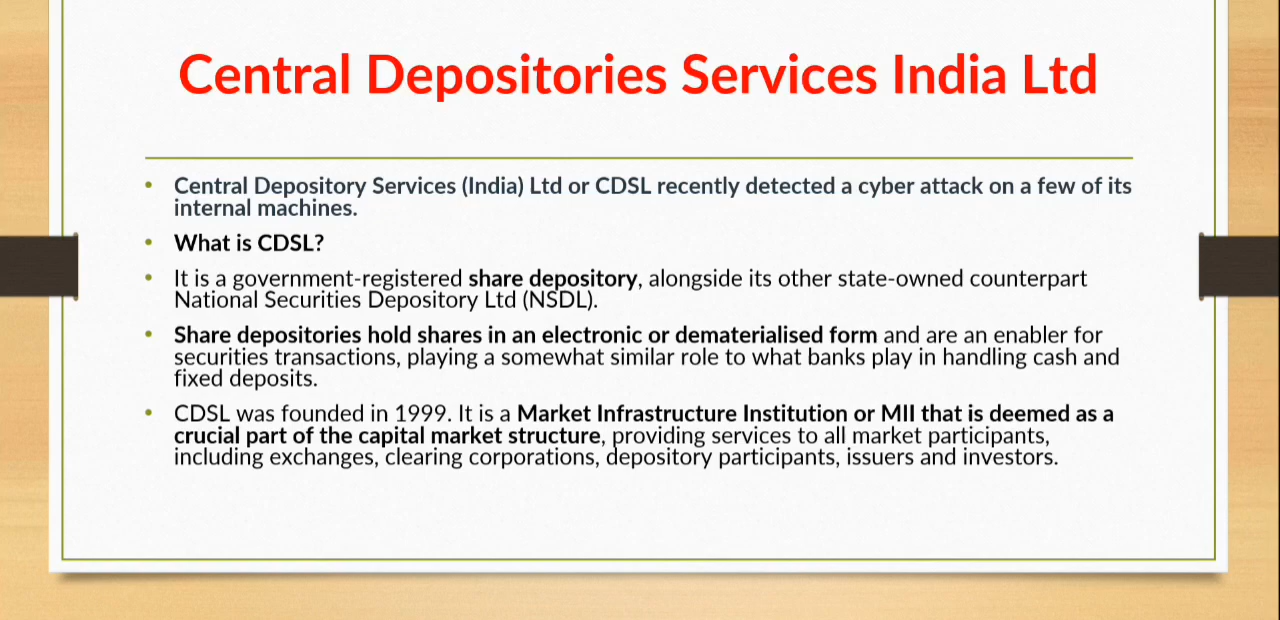 Central Depositories Services India Ltd
• Central Depository Services (India) Ltd or CDSL recently detected a cyber attack on a few of its
internal machines.
• What is CDSL?
• It is a government-registered share depository, alongside its other state-owned counterpart
National Securities Depository Ltd (NSDL).
• Share depositories hold shares in an electronic or dematerialised form and are an enabler for
securities transactions, playing a somewhat similar role to what banks play in handling cash and
fixed deposits.
• CDSL was founded in 1999. It is a Market Infrastructure Institution or MII that is deemed as a
crucial part of the capital market structure, providing services to all market participants,
including exchanges, clearing corporations, depository participants, issuers and investors.